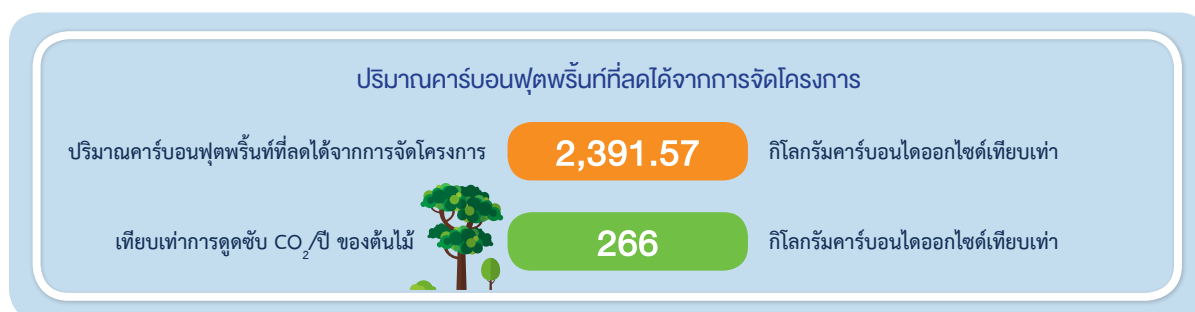 ปริมาณคาร์บอนฟุตพริ้นท์ที่ลดได้จากการจัดโครงการ
ปริมาณคาร์บอนฟุตพริ้นท์ที่ลดได้จากการจัดโครงการ 2,391.57 กิโลกรัมคาร์บอนไดออกไซด์เทียบเท่า
เทียบเท่าการดูดซับ CO₂/ปี ของต้นไม้ 266 กิโลกรัมคาร์บอนไดออกไซด์เทียบเท่า